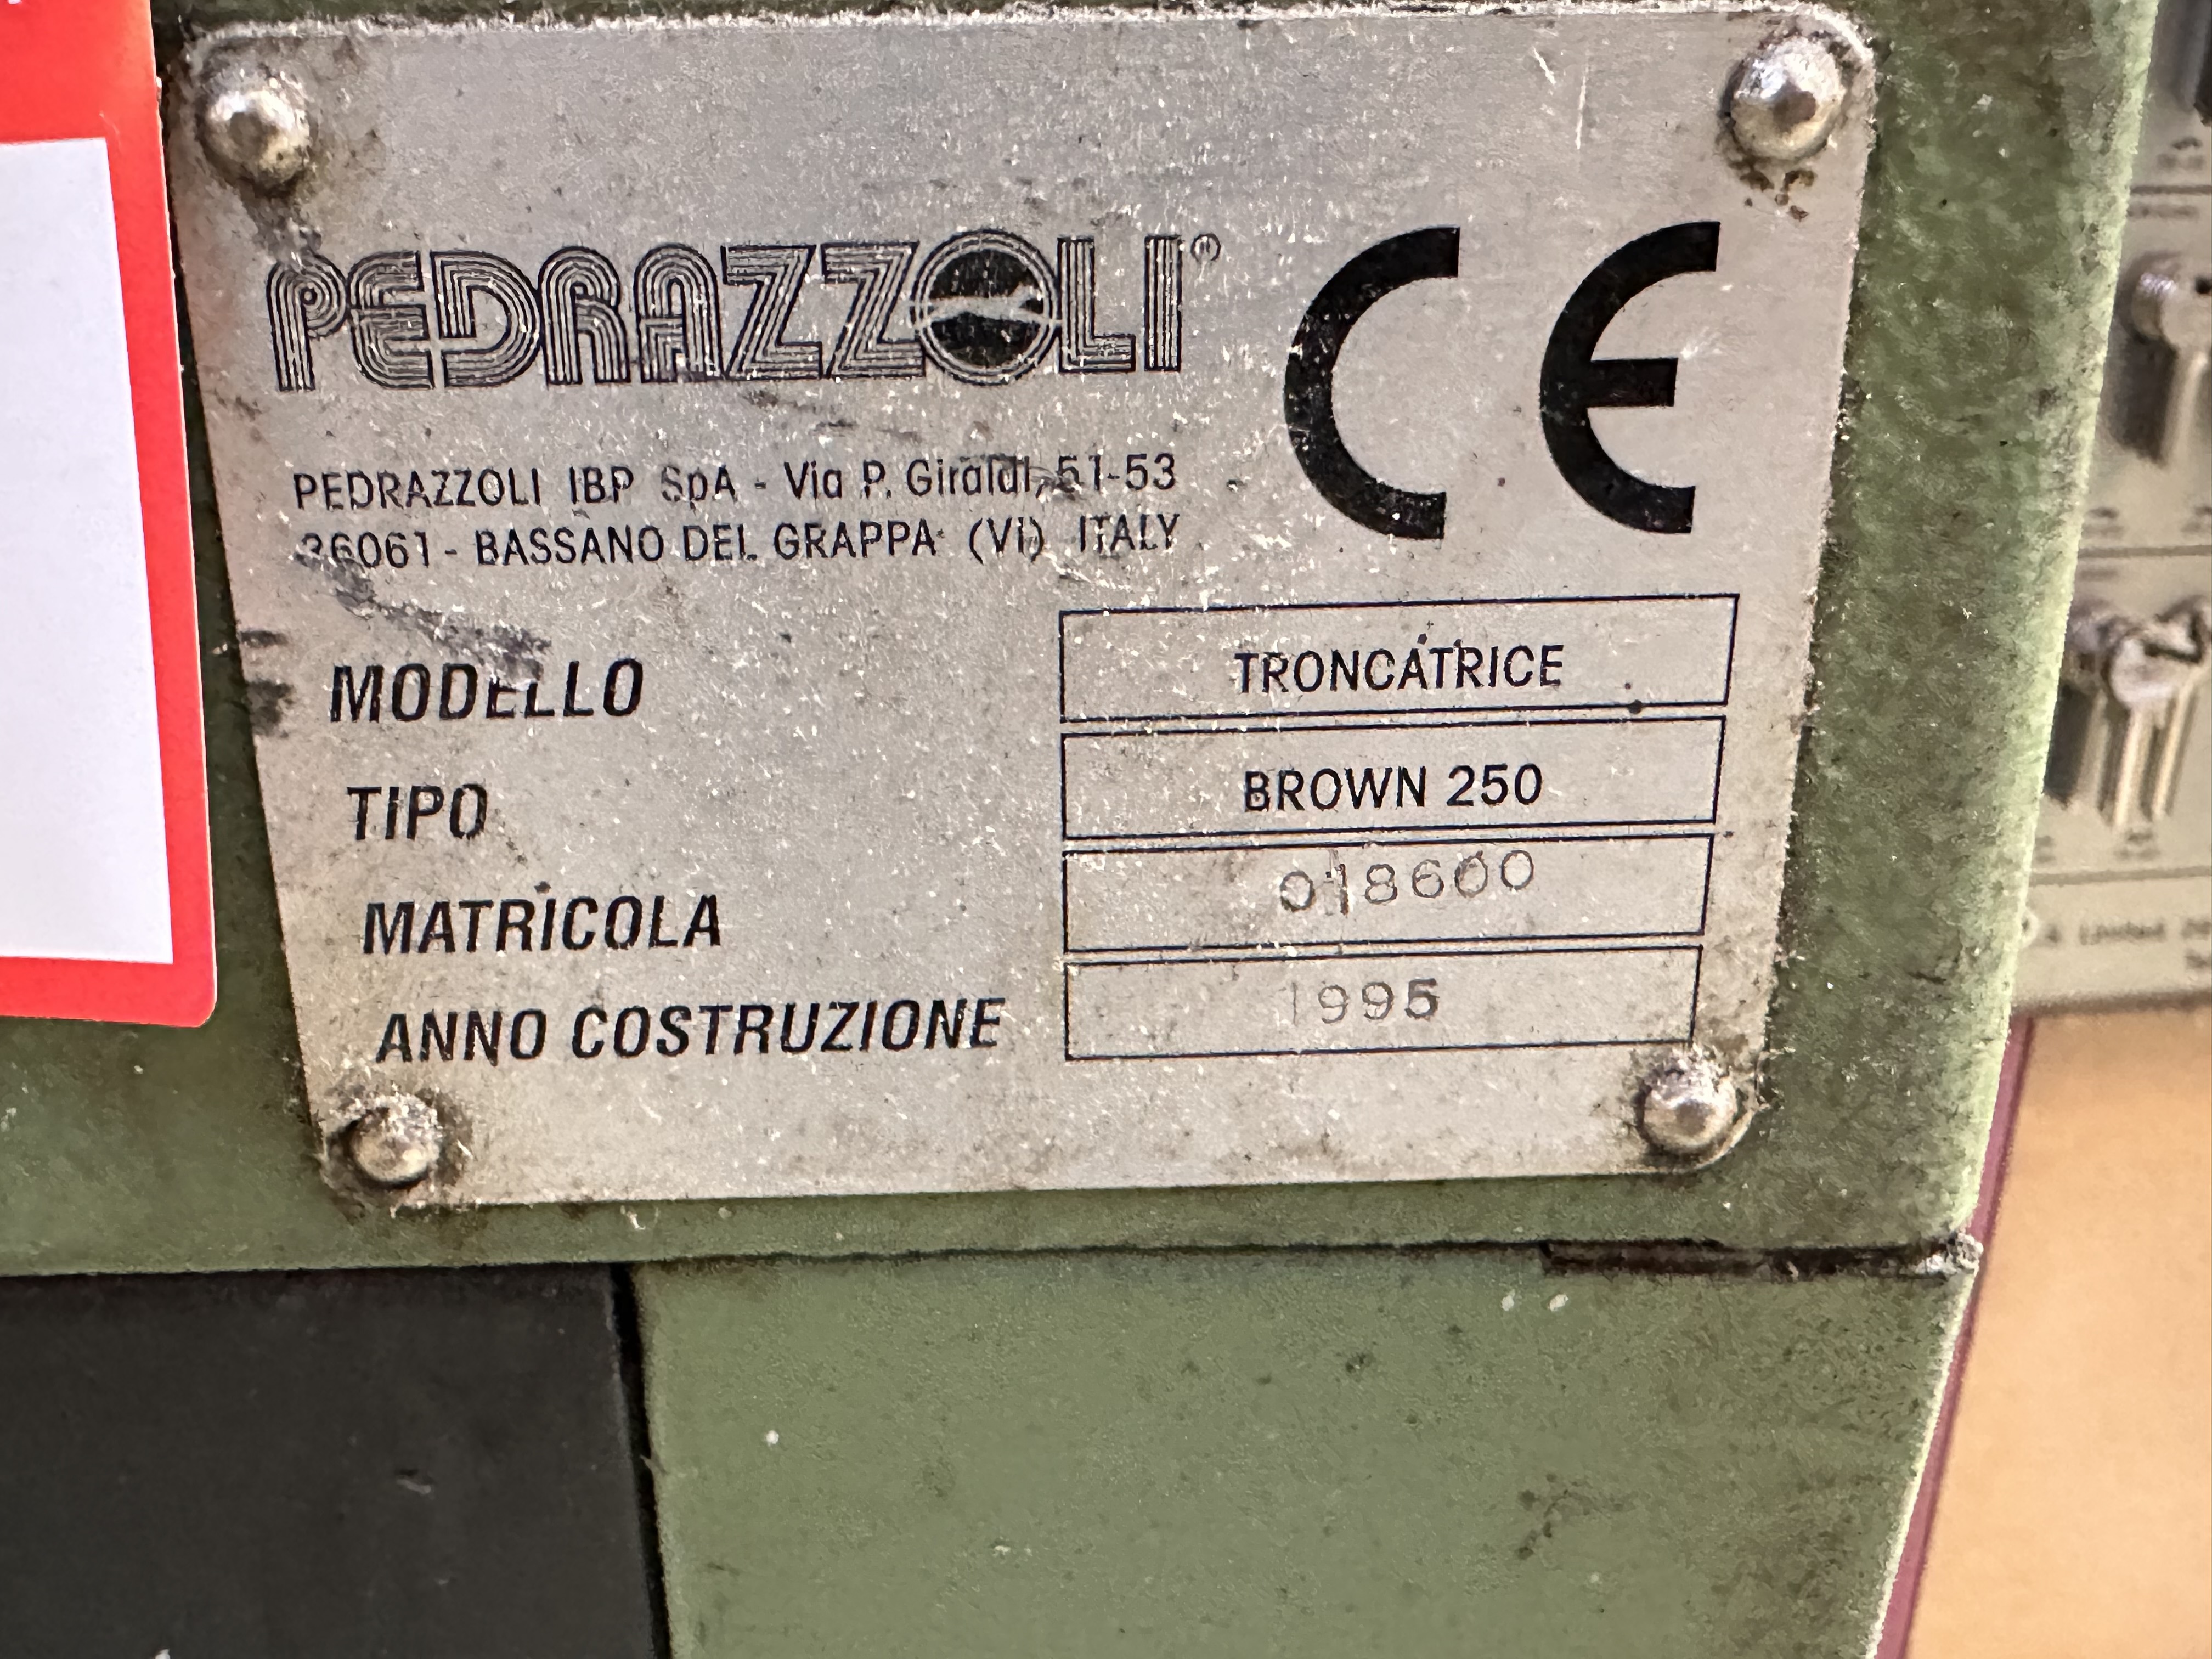 PEDRAZZOLI®
CE
PEDRAZZOLI IBP SpA - Via P. Giraldi, 51-53
36061 - BASSANO DEL GRAPPA (VI) ITALY
MODELLO TRONCATRICE
TIPO BROWN 250
MATRICOLA 018600
ANNO COSTRUZIONE 1995